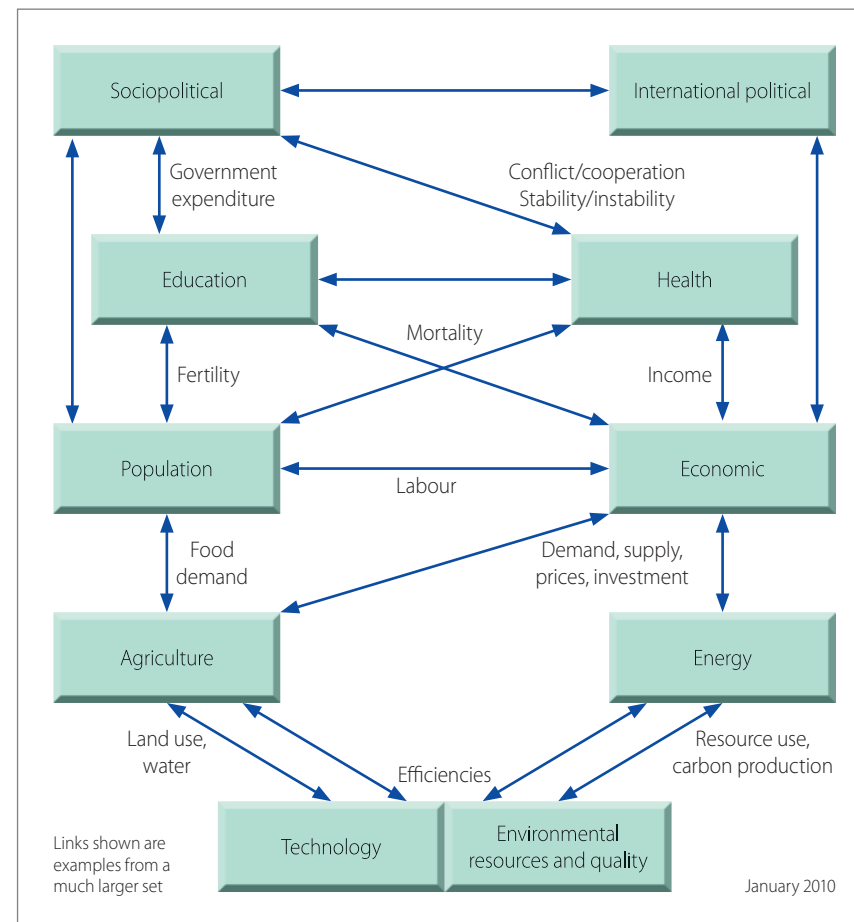 Sociopolitical
International political
Government
expenditure
Conflict/cooperation
Stability/instability
Education
Health
Mortality
Fertility
Income
Population
Economic
Labour
Food
demand
Demand, supply,
prices, investment
Agriculture
Energy
Land use,
water
Resource use,
carbon production
Efficiencies
Technology
Environmental
resources and quality
Links shown are
examples from a
much larger set
January 2010